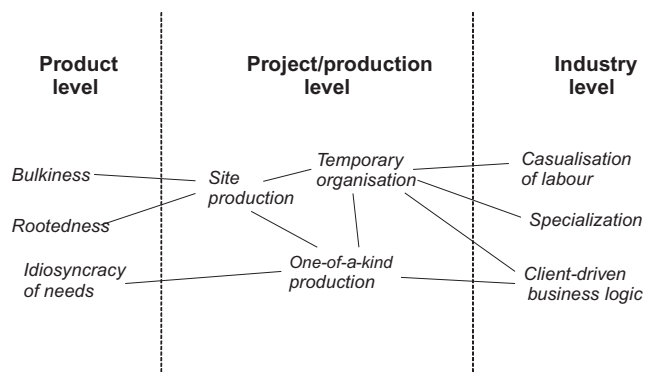 Product
level
Project/production
level
Industry
level
Bulkiness
Rootedness
Idiosyncracy
of needs
Site
production
Temporary
organisation
One-of-a-kind
production
Casualisation
of labour
Specialization
Client-driven
business logic